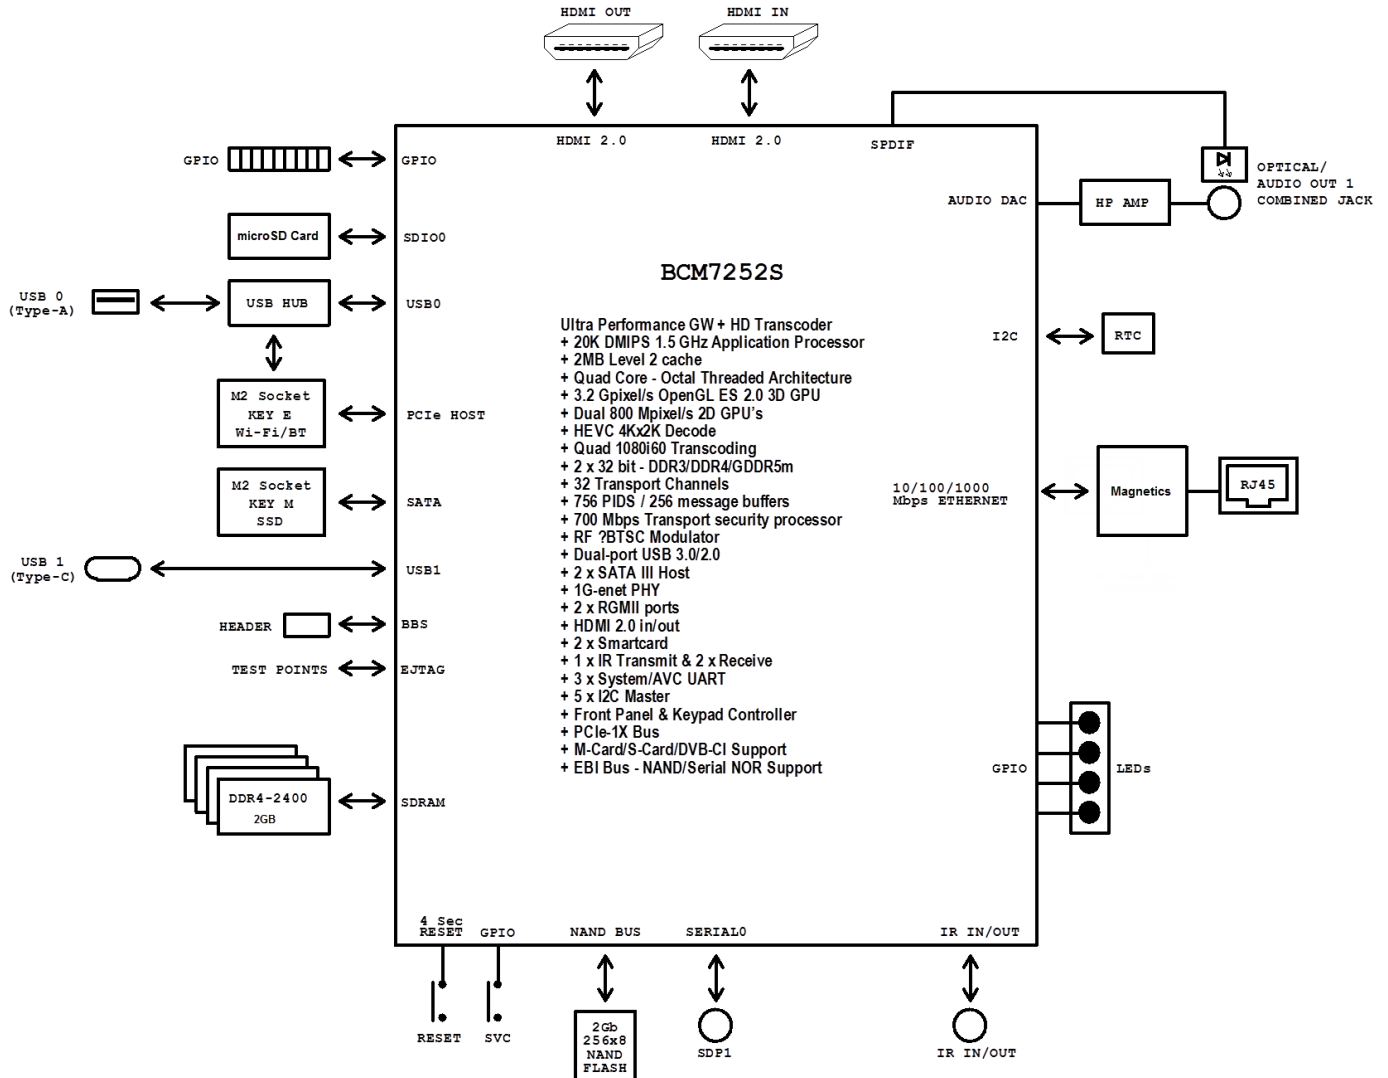 HDMI OUT
HDMI IN
HDMI 2.0
HDMI 2.0
SPDIF
GPIO
GPIO
OPTICAL/
AUDIO OUT 1
COMBINED JACK
AUDIO DAC
HP AMP
microSD Card
SDIO0
BCM7252S
USB 0
(Type-A)
USB HUB
USB0
I2C
RTC
Ultra Performance GW + HD Transcoder
+ 20K DMIPS 1.5 GHz Application Processor
+ 2MB Level 2 cache
+ Quad Core - Octal Threaded Architecture
+ 3.2 Gpixel/s OpenGL ES 2.0 3D GPU
+ Dual 800 Mpixel/s 2D GPU's
+ HEVC 4Kx2K Decode
+ Quad 1080i60 Transcoding
+ 2 x 32 bit - DDR3/DDR4/GDDR5m
+ 32 Transport Channels
+ 756 PIDS / 256 message buffers
+ 700 Mbps Transport security processor
+ RF ?BTSC Modulator
+ Dual-port USB 3.0/2.0
+ 2 x SATA III Host
+ 1G-enet PHY
+ 2 x RGMII ports
+ HDMI 2.0 in/out
+ 2 x Smartcard
+ 1 x IR Transmit & 2 x Receive
+ 3 x System/AVC UART
+ 5 x I2C Master
+ Front Panel & Keypad Controller
+ PCIe-1X Bus
+ M-Card/S-Card/DVB-CI Support
+ EBI Bus - NAND/Serial NOR Support
M2 Socket
KEY E
Wi-Fi/BT
PCIe HOST
M2 Socket
KEY M
SSD
SATA
10/100/1000
Mbps ETHERNET
Magnetics
RJ45
USB 1
(Type-C)
USB1
HEADER
BBS
TEST POINTS
EJTAG
DDR4-2400
2GB
SDRAM
GPIO
LEDs
4 Sec
RESET
GPIO
NAND BUS
SERIAL0
IR IN/OUT
RESET
SVC
2Gb
256x8
NAND
FLASH
SDP1
IR IN/OUT